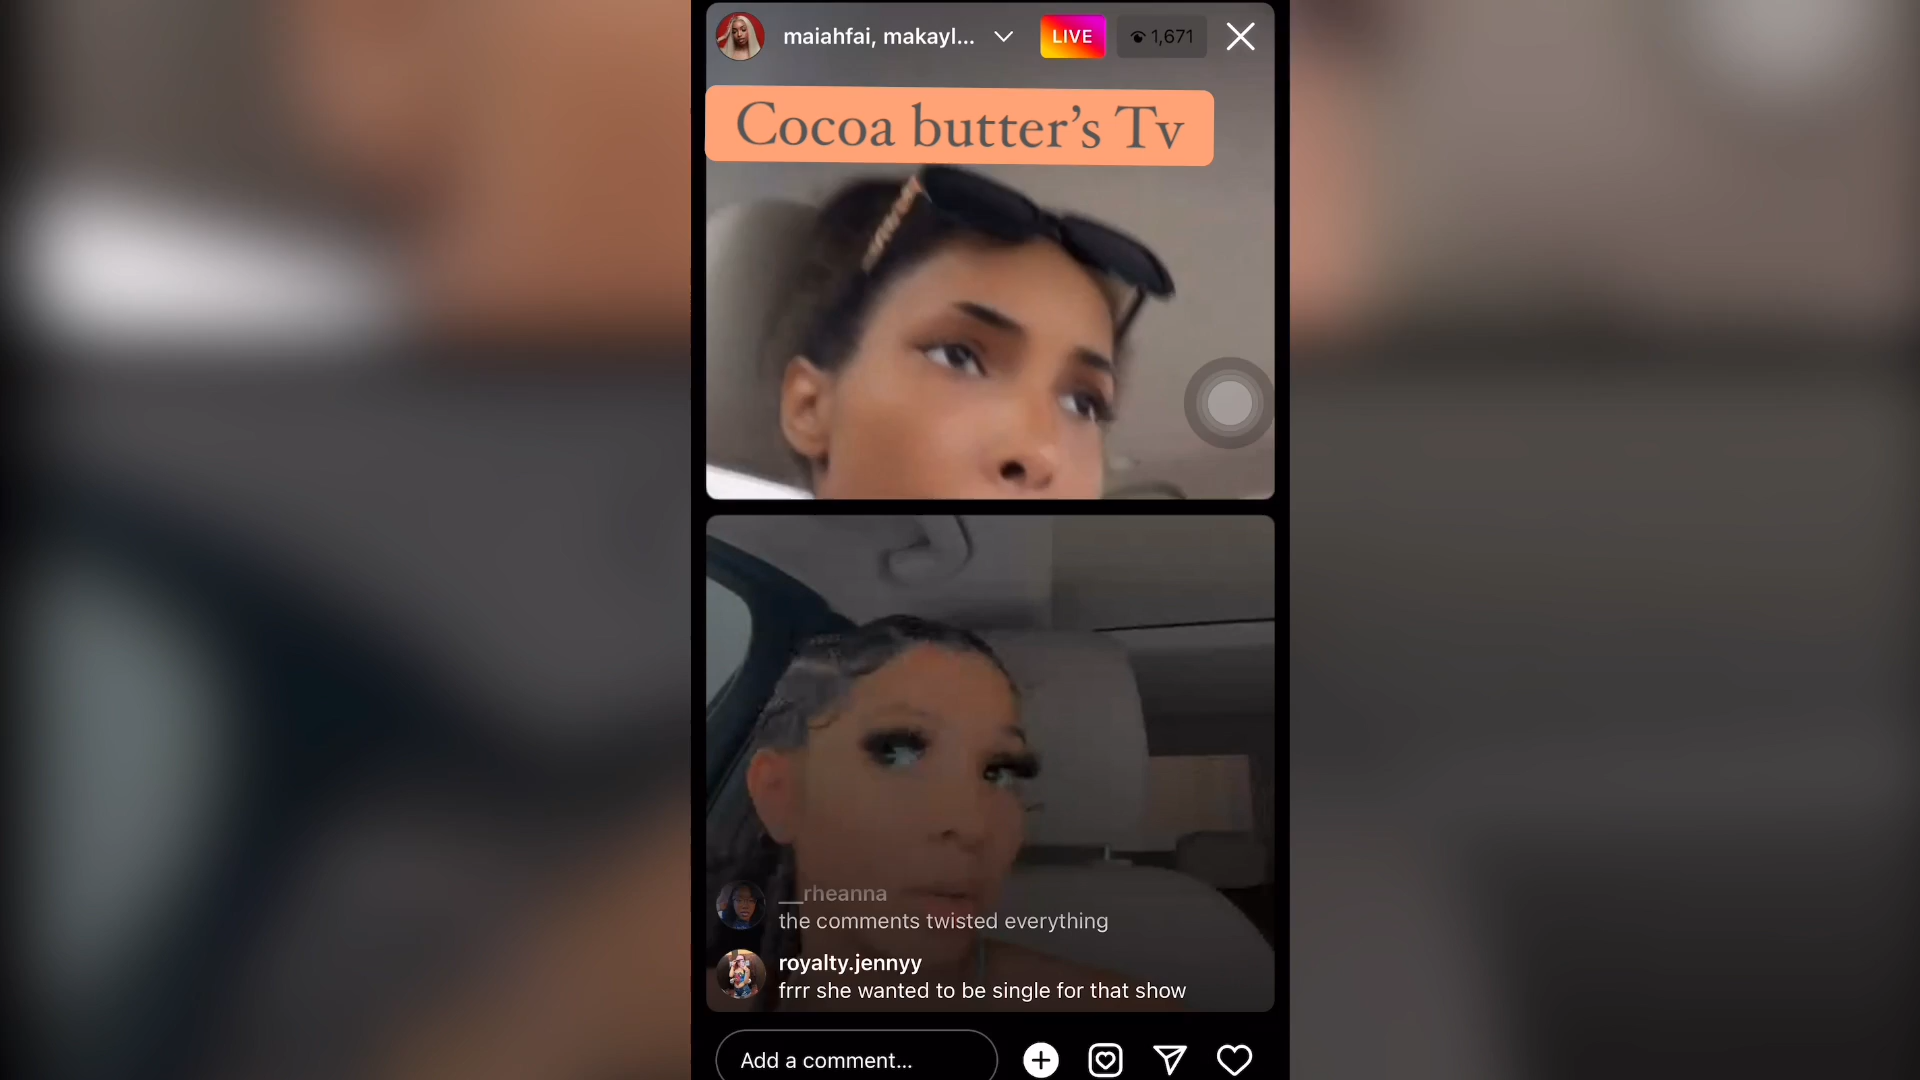 maiahfai, makayl...
LIVE
1,671
Cocoa butter's Tv
__rheanna
the comments twisted everything
royalty.jennyy
frrr she wanted to be single for that show
Add a comment...